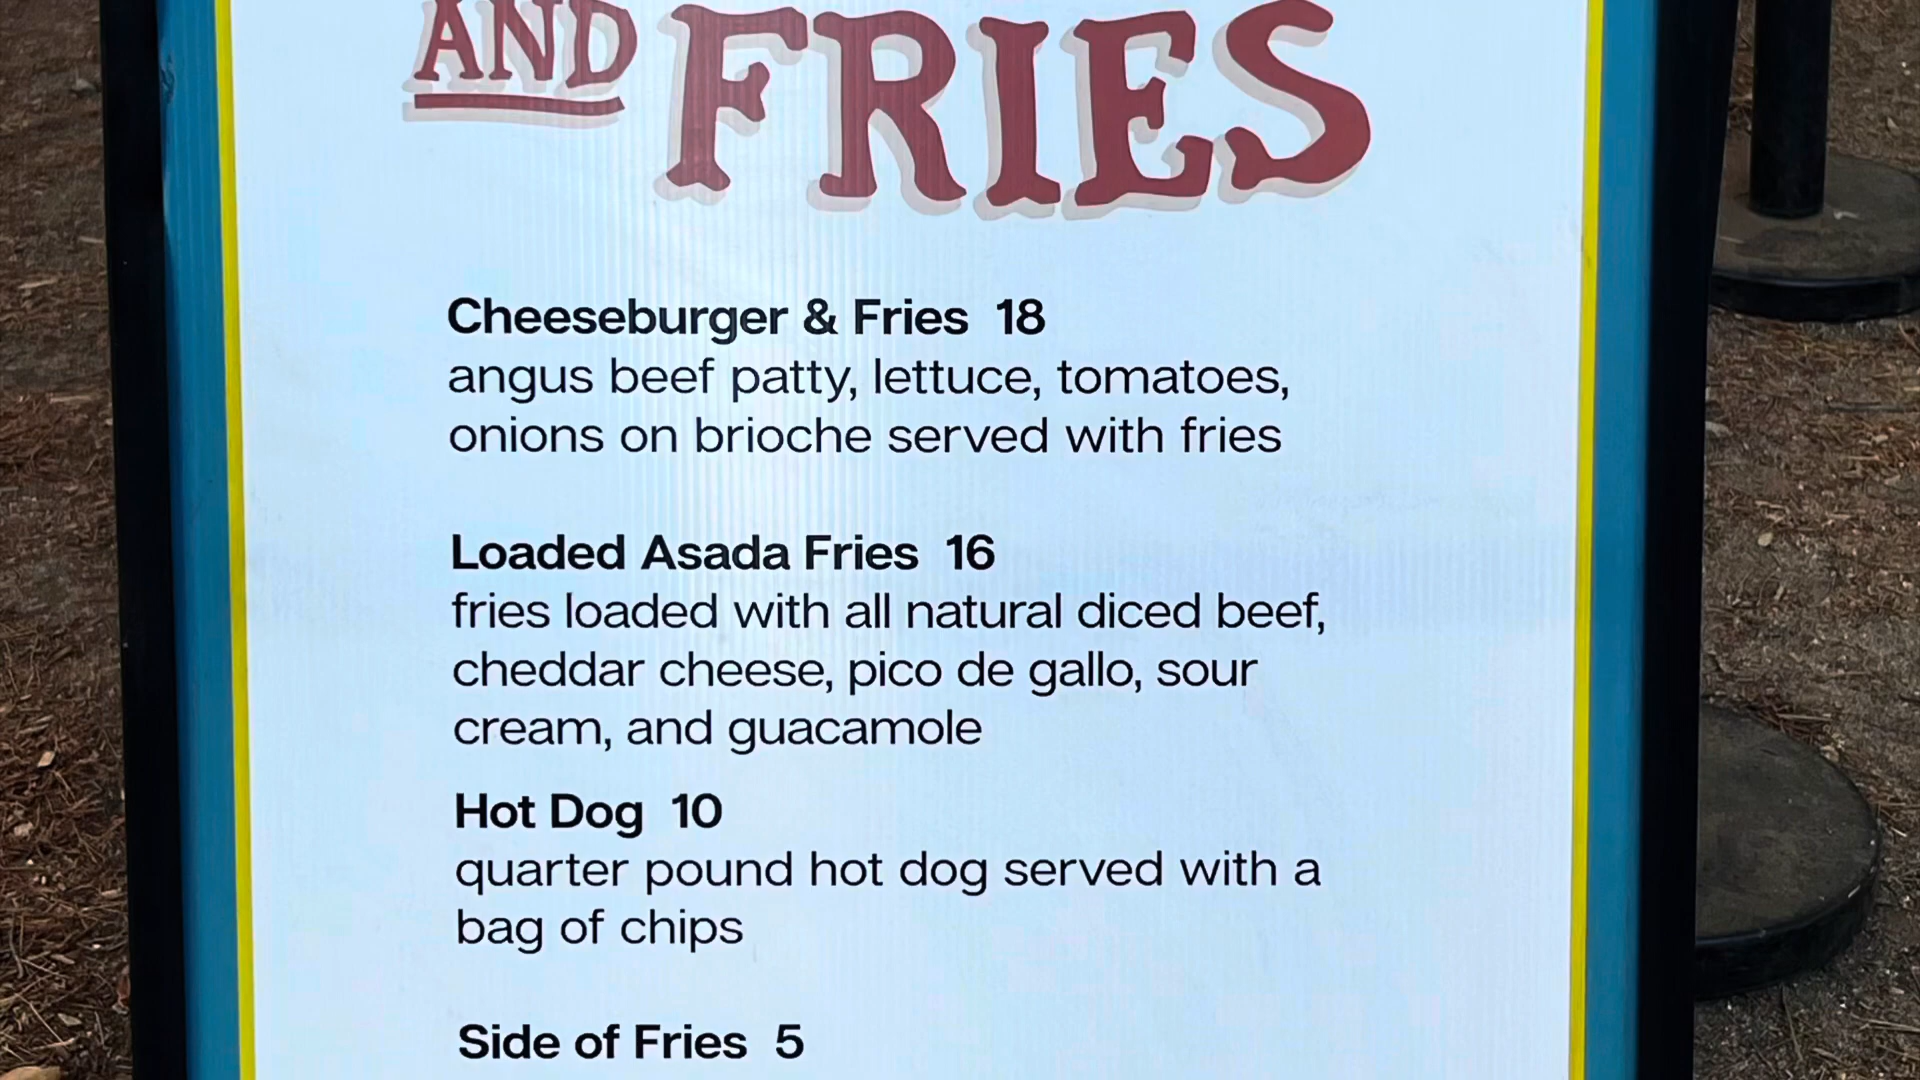 AND FRIES
Cheeseburger & Fries 18
angus beef patty, lettuce, tomatoes,
onions on brioche served with fries
Loaded Asada Fries 16
fries loaded with all natural diced beef,
cheddar cheese, pico de gallo, sour
cream, and guacamole
Hot Dog 10
quarter pound hot dog served with a
bag of chips
Side of Fries 5